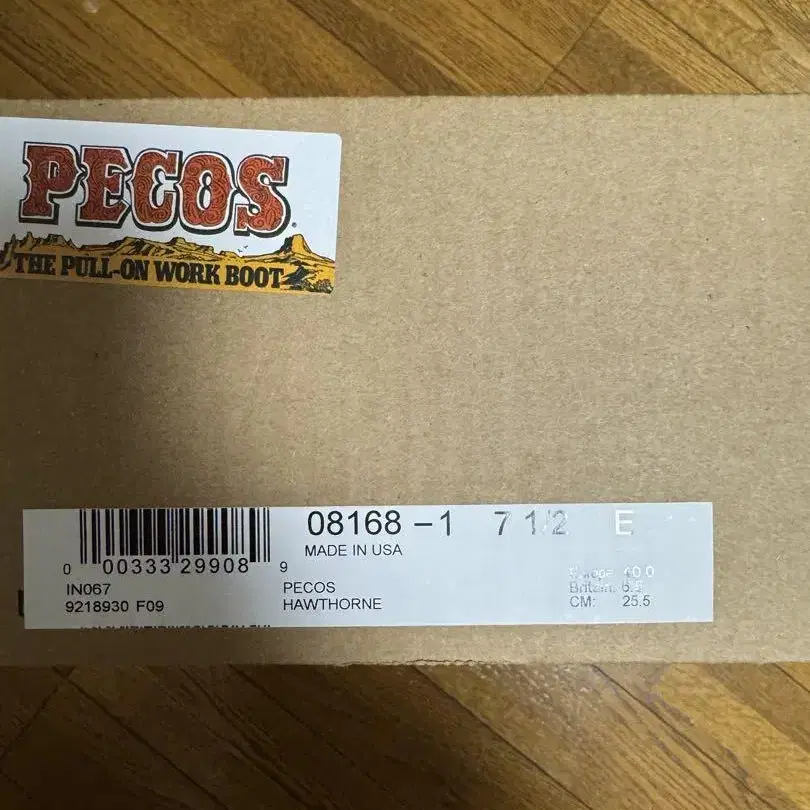 PECOS
THE PULL-ON WORK BOOT
08168 – 1 7 1/2 E
MADE IN USA
0 00333 29908 9
IN067
9218930 F09
PECOS
HAWTHORNE
40.0
Britain:
CM: 25.5